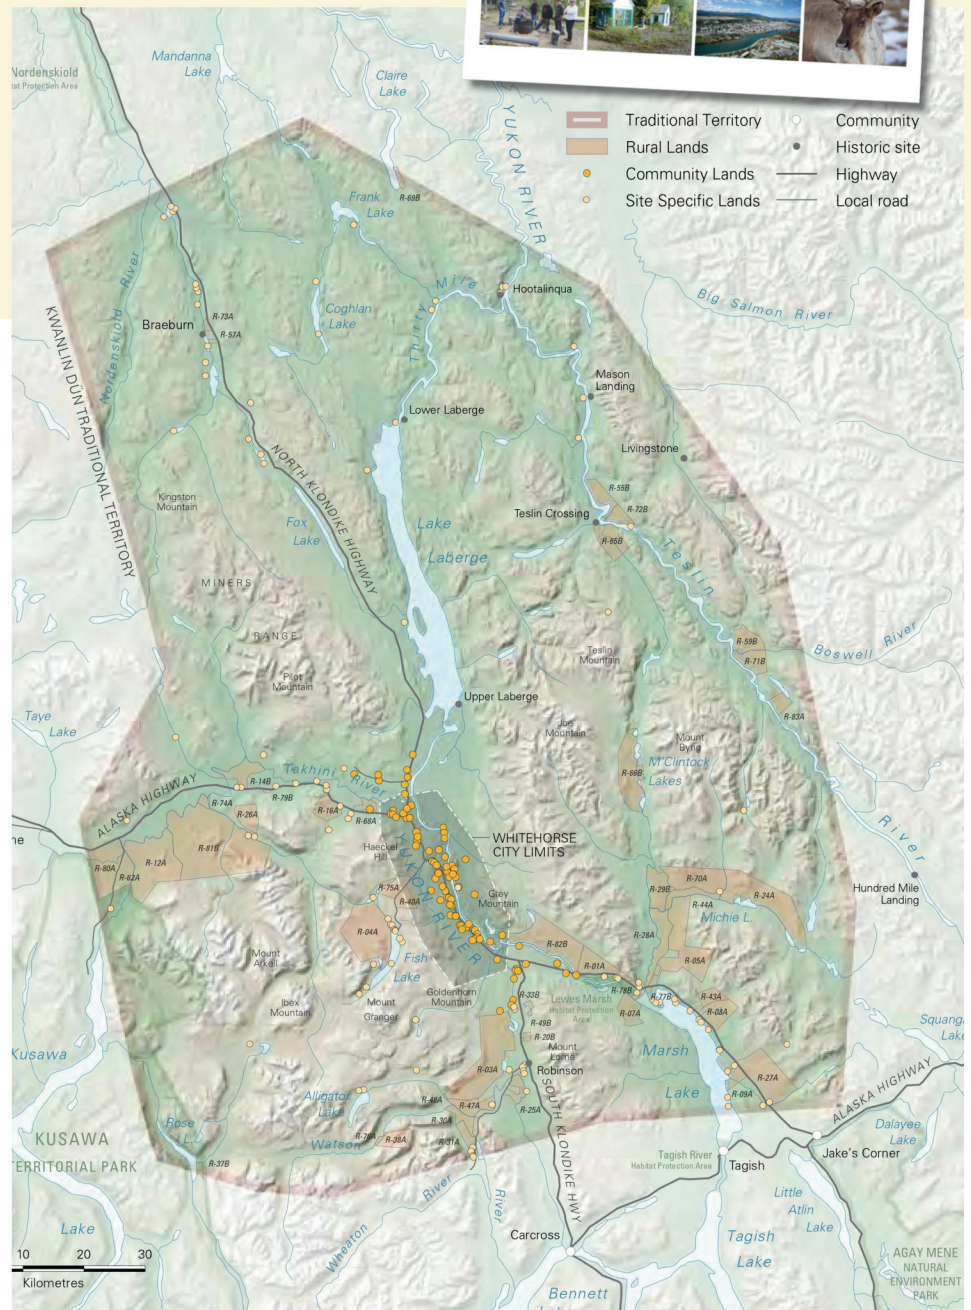 Mandanna
Lake
Claire
Lake
Nordenskiold
tat Protection Area
YUKON RIVER
Traditional Territory
Rural Lands
Community Lands
Site Specific Lands
Community
Historic site
Highway
Local road
R-69B
Frank
Lake
Nordenskiold River
Thirty Mile
Hootalinqua
Big Salmon River
Coghlan
Lake
R-73A
Braeburn
R-57A
KWANLIN DÜN TRADITIONAL TERRITORY
Mason
Landing
Lower Laberge
Livingstone
NORTH KLONDIKE HIGHWAY
Kingston
Mountain
R-55B
R-72B
Teslin Crossing
R-65B
Fox
Lake
Lake
Laberge
Teslin
River
MINERS
RANGE
Pilot
Mountain
R-59B
R-71B
Boswell River
Teslin
Mountain
Upper Laberge
R-83A
Taye
Lake
Joe
Mountain
Mount
Byng
M'Clintock
Lakes
R-66B
Takhini River
ALASKA HIGHWAY
R-14B
R-79B
R-74A
R-16A
R-26A
R-68A
R-81B
R-12A
R-80A
R-62A
ne
WHITEHORSE
CITY LIMITS
Haeckel
Hill
YUKON RIVER
Grey
Mountain
R-75A
R-40A
R-04A
Hundred Mile
Landing
R-70A
R-29B
R-24A
R-44A
Michie L.
R-28A
R-05A
R-82B
R-01A
Mount
Arkell
Fish
Lake
Goldenhorn
Mountain
Ibex
Mountain
Mount
Granger
R-33B
Lewes Marsh
Habitat Protection
Area
R-78B
R-77B
R-07A
R-43A
R-08A
R-49B
R-20B
Mount
Lorne
Robinson
Marsh
Lake
R-27A
R-09A
Squanga
Lake
Kusawa
R-03A
Alligator
Lake
R-48A
R-47A
R-30A
R-25A
R-38A
R-31A
Watson
River
Rose
L.
R-37B
SOUTH KLONDIKE HWY
ALASKA HIGHWAY
Dalayee
Lake
Jake's Corner
KUSAWA
TERRITORIAL PARK
Tagish River
Habitat Protection Area
Tagish
Little
Atlin
Lake
Wheaton River
Carcross
Tagish
Lake
Lake
10 20 30
Kilometres
AGAY MENE
NATURAL
ENVIRONMENT
PARK
Bennett